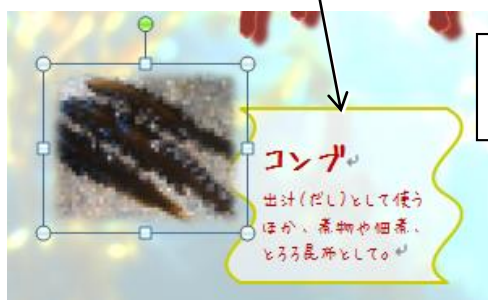 コンブ
出汁(だし)として使う
ほか、煮物や佃煮、
とろろ昆布として。